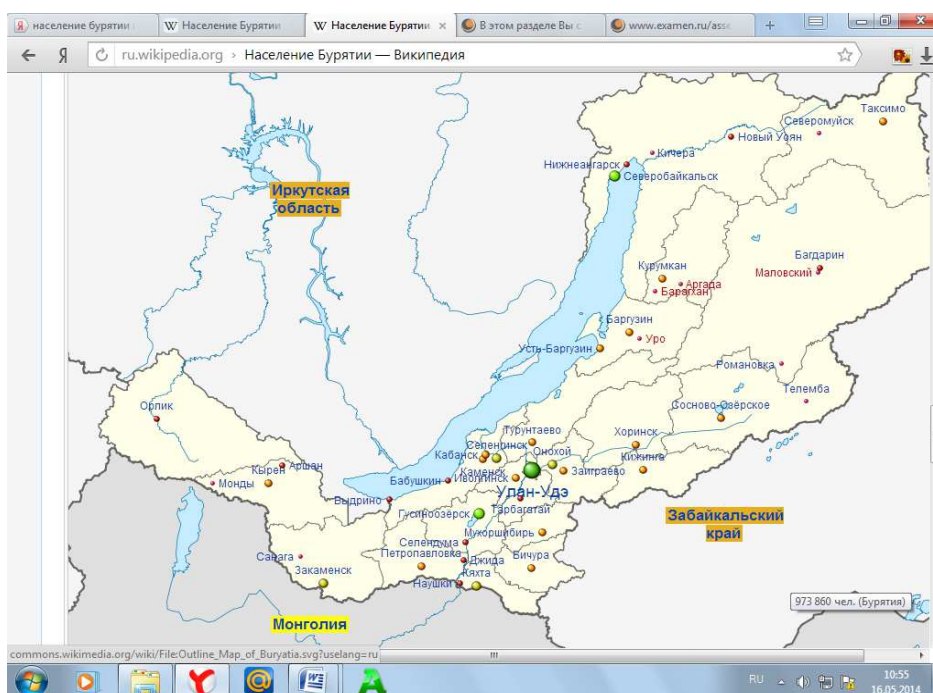 население бурятии
Население Бурятии
Население Бурятии ×
В этом разделе Вы с
www.examen.ru/asse
Я ru.wikipedia.org › Население Бурятии — Википедия
Таксимо
Северомуйск
Новый Уоян
Кичера
Нижнеангарск
Северобайкальск
Иркутская
область
Багдарин
Маловский
Курумкан
Аргада
Барагхан
Баргузин
Уро
Усть-Баргузин
Романовка
Телемба
Орлик
Сосново-Озёрское
Турунтаево
Хоринск
Селенгинск
Онохой
Кабанск
Кижинга
Аршан
Кырен
Каменск
Заиграево
Монды
Бабушкин
Иволгинск
Улан-Удэ
Выдрино
Тарбагатай
Гусиноозёрск
Забайкальский
край
Мухоршибирь
Селендума
Петропавловка
Бичура
Санага
Джида
Закаменск
Кяхта
Наушки
973 860 чел. (Бурятия)
Монголия
commons.wikimedia.org/wiki/File:Outline_Map_of_Buryatia.svg?uselang=ru
RU
10:55
16.05.2014